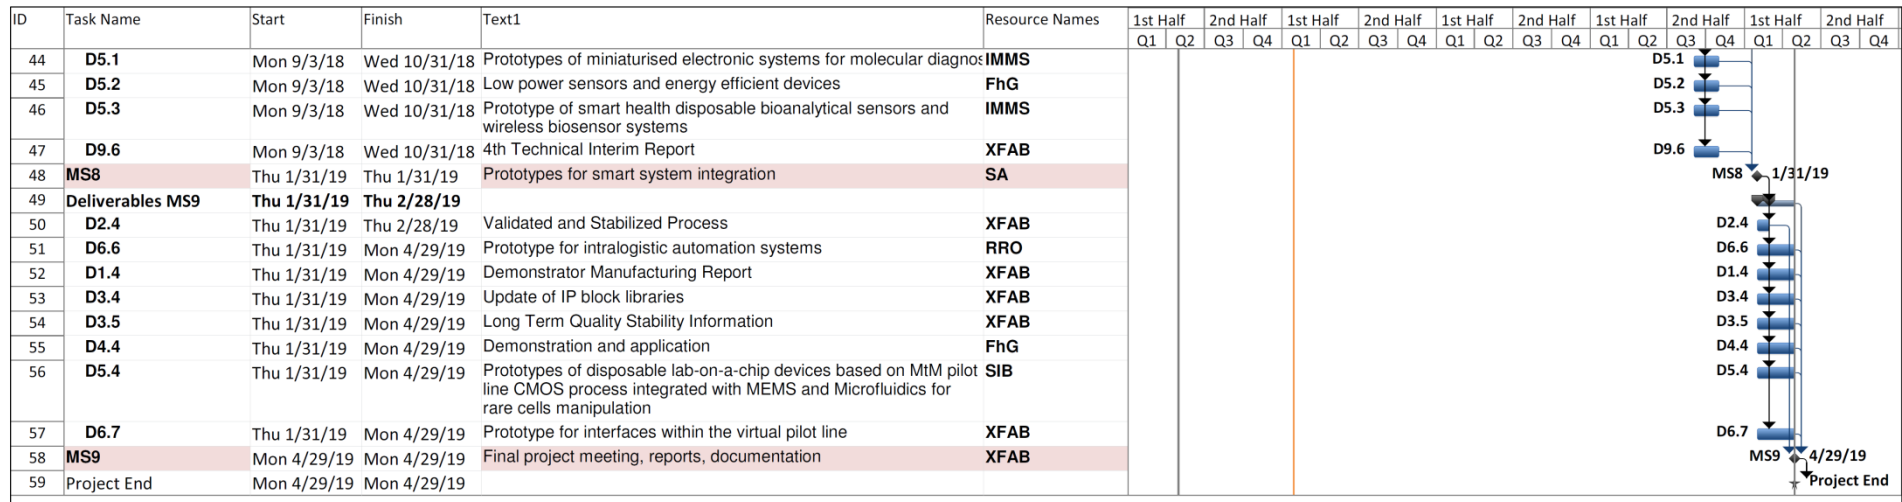 ID Task Name Start Finish Text1 Resource Names 1st Half 2nd Half 1st Half 2nd Half 1st Half 2nd Half 1st Half 2nd Half 1st Half 2nd Half
Q1 Q2 Q3 Q4 Q1 Q2 Q3 Q4 Q1 Q2 Q3 Q4 Q1 Q2 Q3 Q4 Q1 Q2 Q3 Q4
44 D5.1 Mon 9/3/18 Wed 10/31/18 Prototypes of miniaturised electronic systems for molecular diagnos IMMS D5.1
45 D5.2 Mon 9/3/18 Wed 10/31/18 Low power sensors and energy efficient devices FhG D5.2
46 D5.3 Mon 9/3/18 Wed 10/31/18 Prototype of smart health disposable bioanalytical sensors and IMMS D5.3
wireless biosensor systems
47 D9.6 Mon 9/3/18 Wed 10/31/18 4th Technical Interim Report XFAB D9.6
48 MS8 Thu 1/31/19 Thu 1/31/19 Prototypes for smart system integration SA MS8 1/31/19
49 Deliverables MS9 Thu 1/31/19 Thu 2/28/19
50 D2.4 Thu 1/31/19 Thu 2/28/19 Validated and Stabilized Process XFAB D2.4
51 D6.6 Thu 1/31/19 Mon 4/29/19 Prototype for intralogistic automation systems RRO D6.6
52 D1.4 Thu 1/31/19 Mon 4/29/19 Demonstrator Manufacturing Report XFAB D1.4
53 D3.4 Thu 1/31/19 Mon 4/29/19 Update of IP block libraries XFAB D3.4
54 D3.5 Thu 1/31/19 Mon 4/29/19 Long Term Quality Stability Information XFAB D3.5
55 D4.4 Thu 1/31/19 Mon 4/29/19 Demonstration and application FhG D4.4
56 D5.4 Thu 1/31/19 Mon 4/29/19 Prototypes of disposable lab-on-a-chip devices based on MtM pilot SIB D5.4
line CMOS process integrated with MEMS and Microfluidics for
rare cells manipulation
57 D6.7 Thu 1/31/19 Mon 4/29/19 Prototype for interfaces within the virtual pilot line XFAB D6.7
58 MS9 Mon 4/29/19 Mon 4/29/19 Final project meeting, reports, documentation XFAB MS9 4/29/19
59 Project End Mon 4/29/19 Mon 4/29/19 Project End